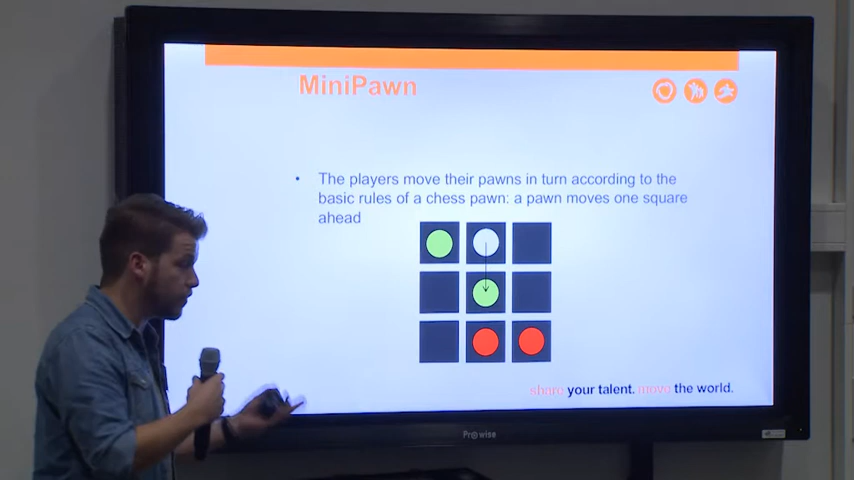 MiniPawn
• The players move their pawns in turn according to the
basic rules of a chess pawn: a pawn moves one square
ahead
share your talent. move the world.
Prowise